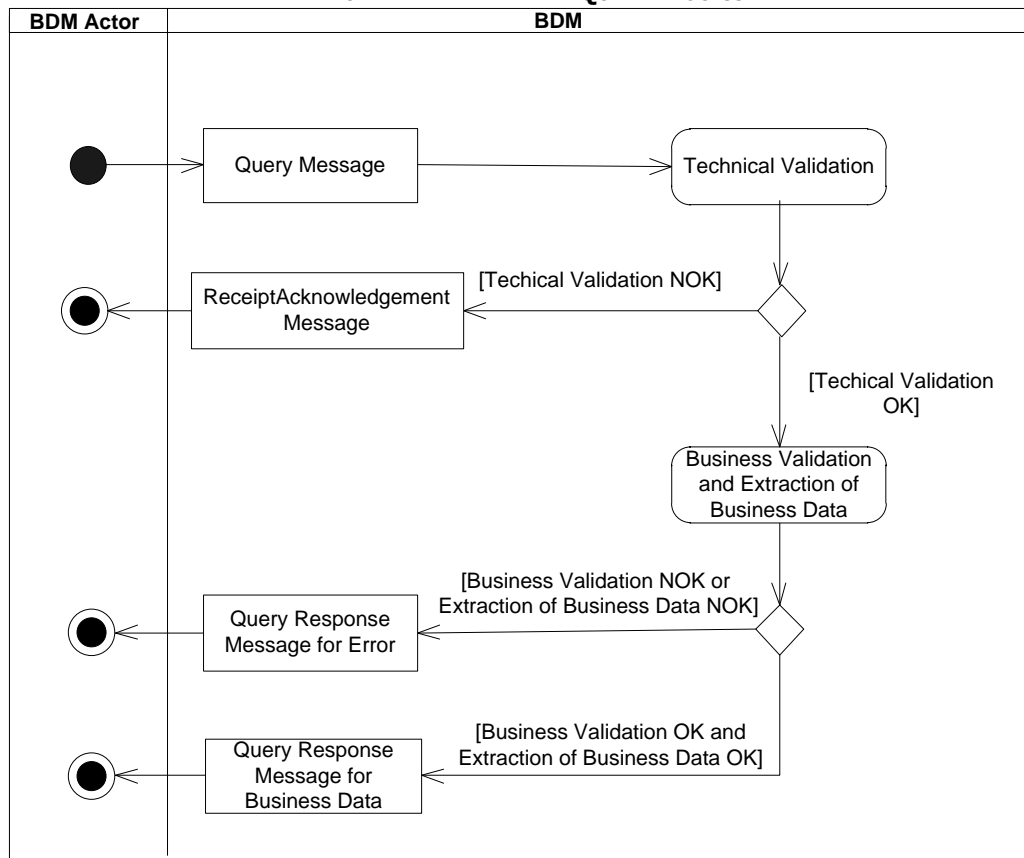 BDM Actor
BDM
Query Message
Technical Validation
[Techical Validation NOK]
ReceiptAcknowledgement
Message
[Techical Validation
OK]
Business Validation
and Extraction of
Business Data
[Business Validation NOK or
Extraction of Business Data NOK]
Query Response
Message for Error
[Business Validation OK and
Extraction of Business Data OK]
Query Response
Message for
Business Data